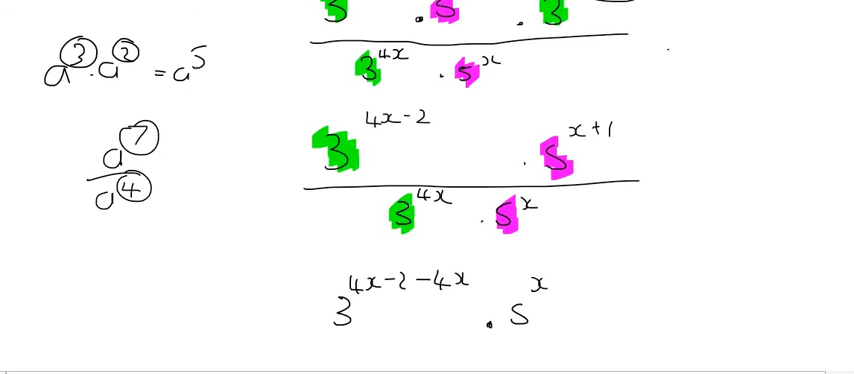 3 . 5 . 3
3^{4x} . 5^{x}
a^{3} . a^{2} = a^{5}
3^{4x-2} . 5^{x+1}
3^{4x} . 5^{x}
a^{7}
a^{4}
3^{4x-2-4x} . 5^{x}